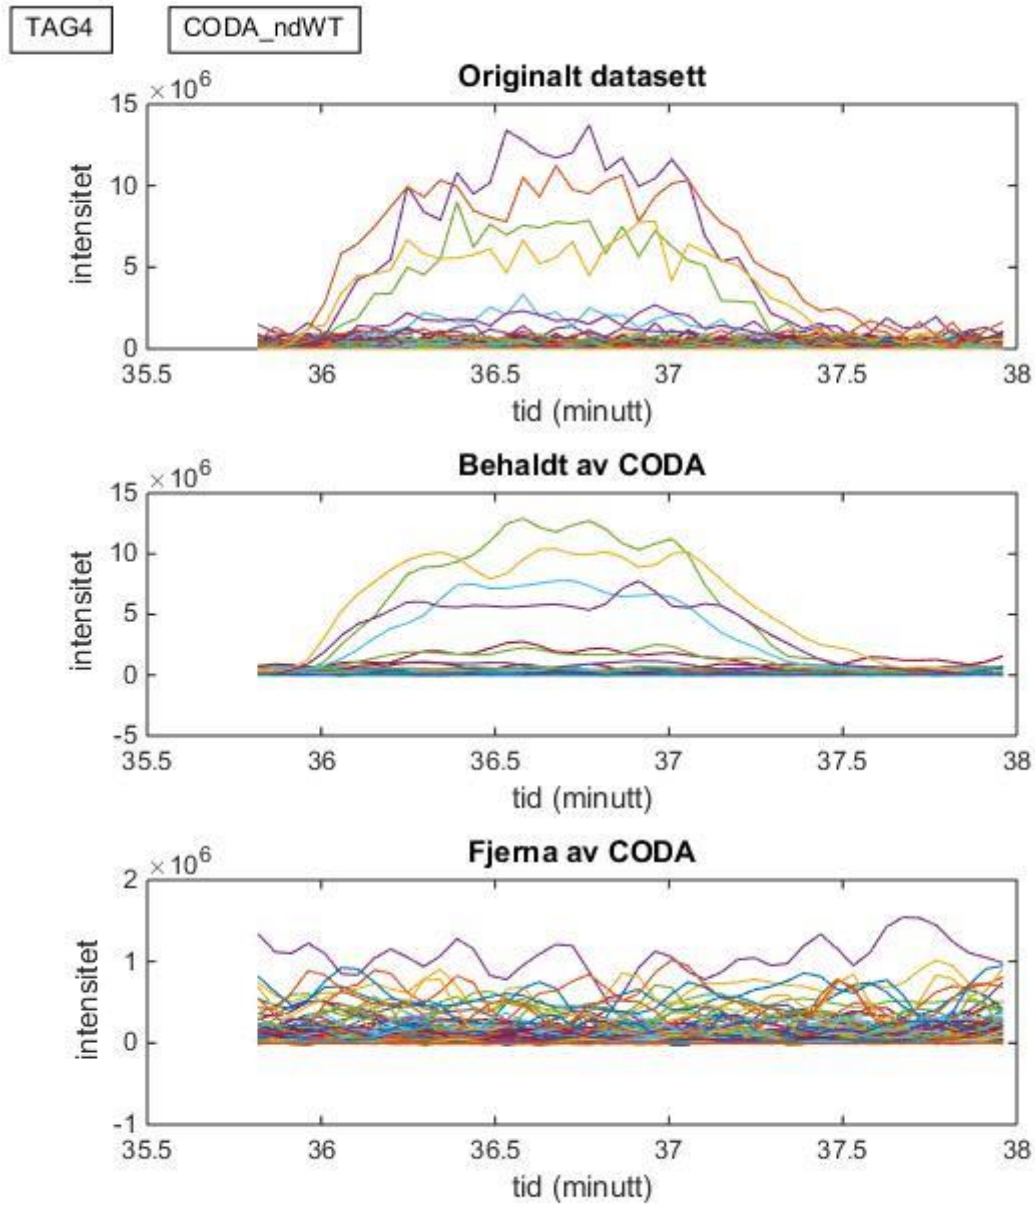 TAG4 CODA_ndWT
Originalt datasett
×10^6
15
10
5
0
intensitet
35.5 36 36.5 37 37.5 38
tid (minutt)
Behaldt av CODA
×10^6
15
10
5
0
-5
intensitet
35.5 36 36.5 37 37.5 38
tid (minutt)
Fjerna av CODA
×10^6
2
1
0
-1
intensitet
35.5 36 36.5 37 37.5 38
tid (minutt)